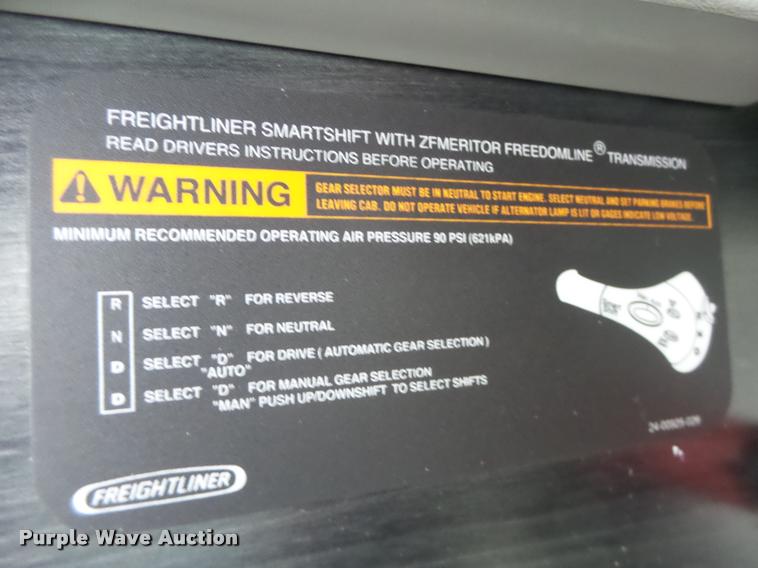 FREIGHTLINER SMARTSHIFT WITH ZFMERITOR FREEDOMLINE® TRANSMISSION
READ DRIVERS INSTRUCTIONS BEFORE OPERATING
WARNING
GEAR SELECTOR MUST BE IN NEUTRAL TO START ENGINE. SELECT NEUTRAL AND SET PARKING BRAKES BEFORE
LEAVING CAB. DO NOT OPERATE VEHICLE IF ALTERNATOR LAMP IS LIT OR GAGES INDICATE LOW VOLTAGE.
MINIMUM RECOMMENDED OPERATING AIR PRESSURE 90 PSI (621kPA)
R SELECT "R" FOR REVERSE
N SELECT "N" FOR NEUTRAL
D SELECT "D" FOR DRIVE ( AUTOMATIC GEAR SELECTION )
"AUTO"
D SELECT "D" FOR MANUAL GEAR SELECTION
"MAN" PUSH UP/DOWNSHIFT TO SELECT SHIFTS
FREIGHTLINER
Purple Wave Auction